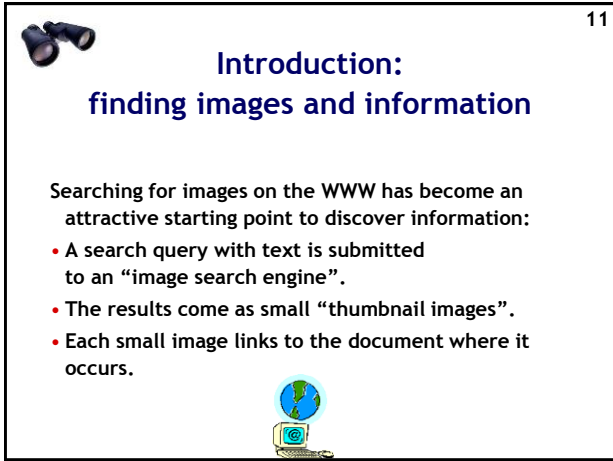 11
Introduction:
finding images and information
Searching for images on the WWW has become an
attractive starting point to discover information:
• A search query with text is submitted
to an “image search engine”.
• The results come as small “thumbnail images”.
• Each small image links to the document where it
occurs.
@